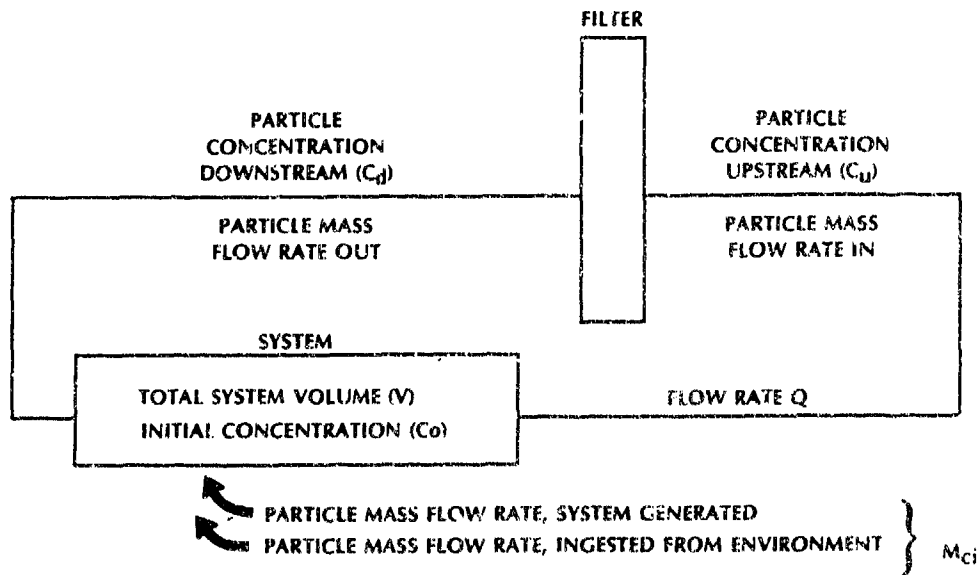 FILTER
PARTICLE
CONCENTRATION
DOWNSTREAM (Cd)
PARTICLE
CONCENTRATION
UPSTREAM (Cu)
PARTICLE MASS
FLOW RATE OUT
PARTICLE MASS
FLOW RATE IN
SYSTEM
TOTAL SYSTEM VOLUME (V)
INITIAL CONCENTRATION (Co)
FLOW RATE Q
PARTICLE MASS FLOW RATE, SYSTEM GENERATED
PARTICLE MASS FLOW RATE, INGESTED FROM ENVIRONMENT
Mci